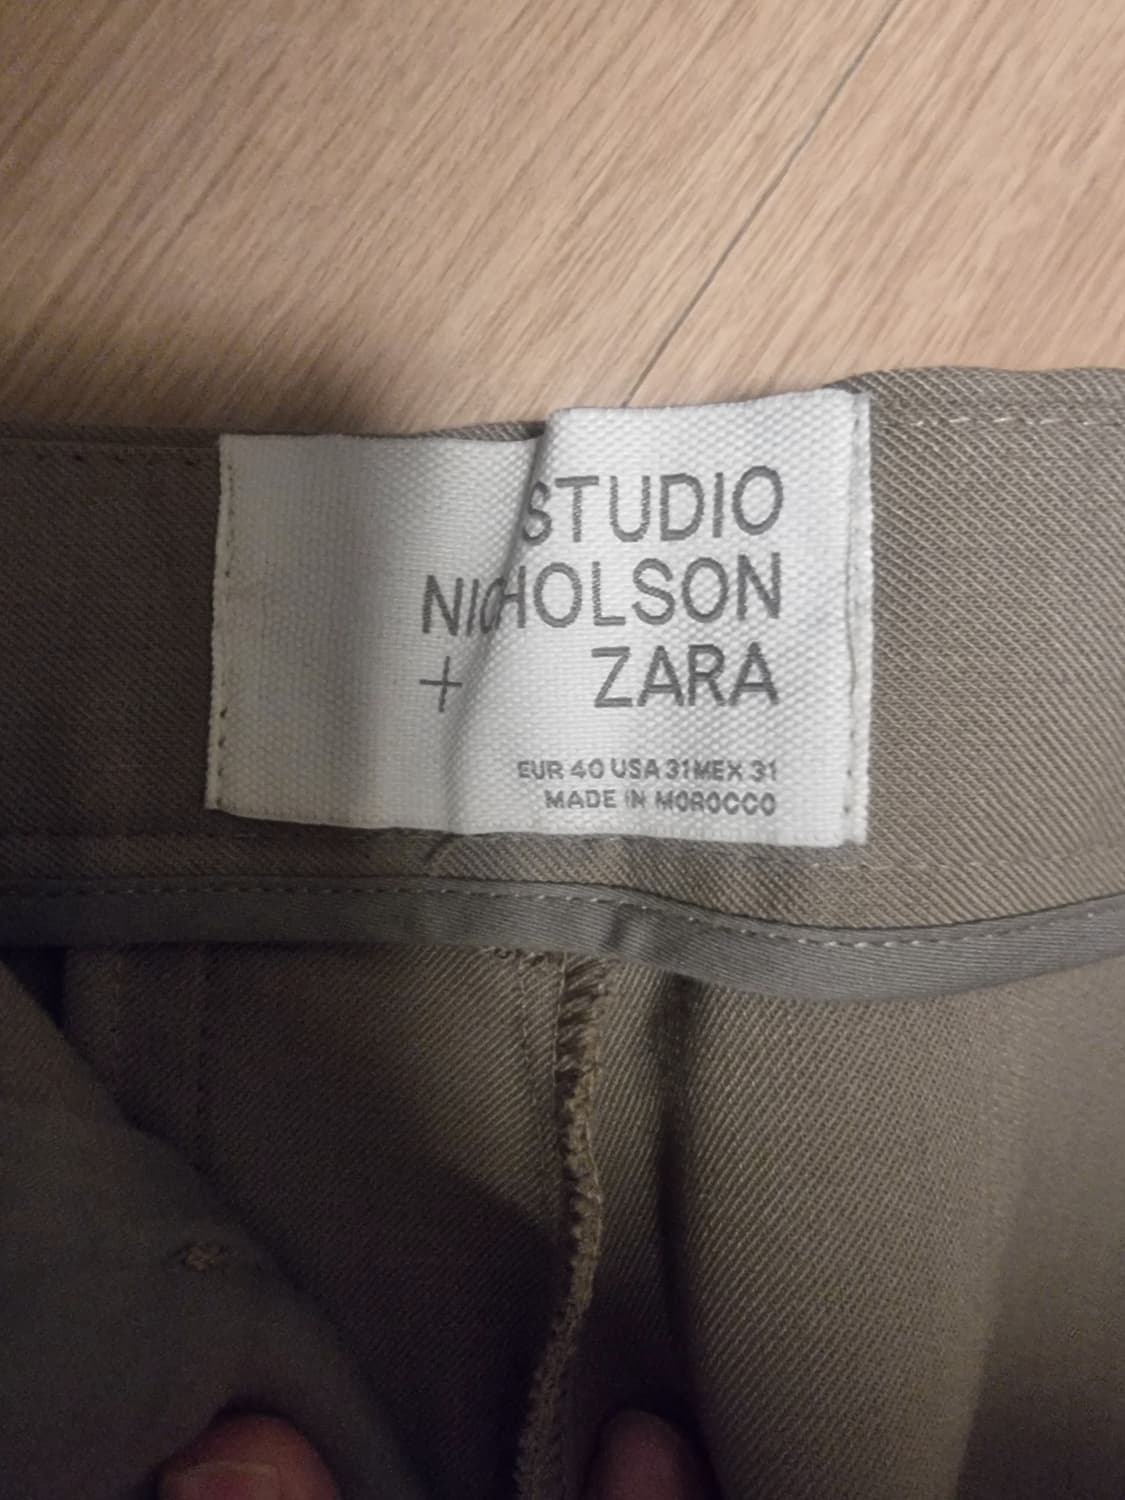 STUDIO
NICHOLSON
+ ZARA
EUR 40 USA 31 MEX 31
MADE IN MOROCCO